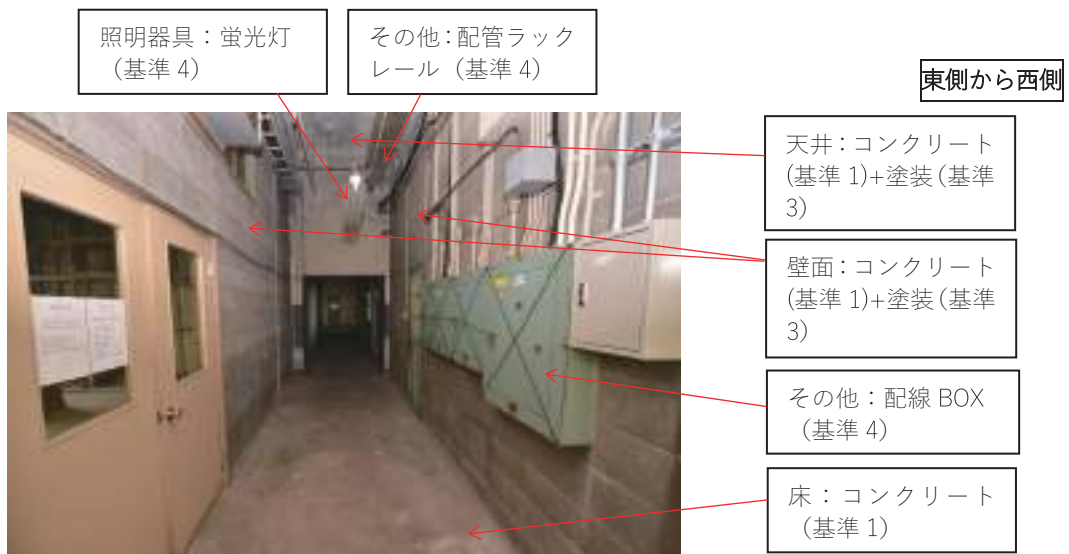 照明器具：蛍光灯
（基準 4）
その他：配管ラック
レール（基準 4）
東側から西側
天井：コンクリート
(基準 1)+塗装(基準
3)
壁面：コンクリート
(基準 1)+塗装(基準
3)
その他：配線 BOX
（基準 4）
床：コンクリート
（基準 1）